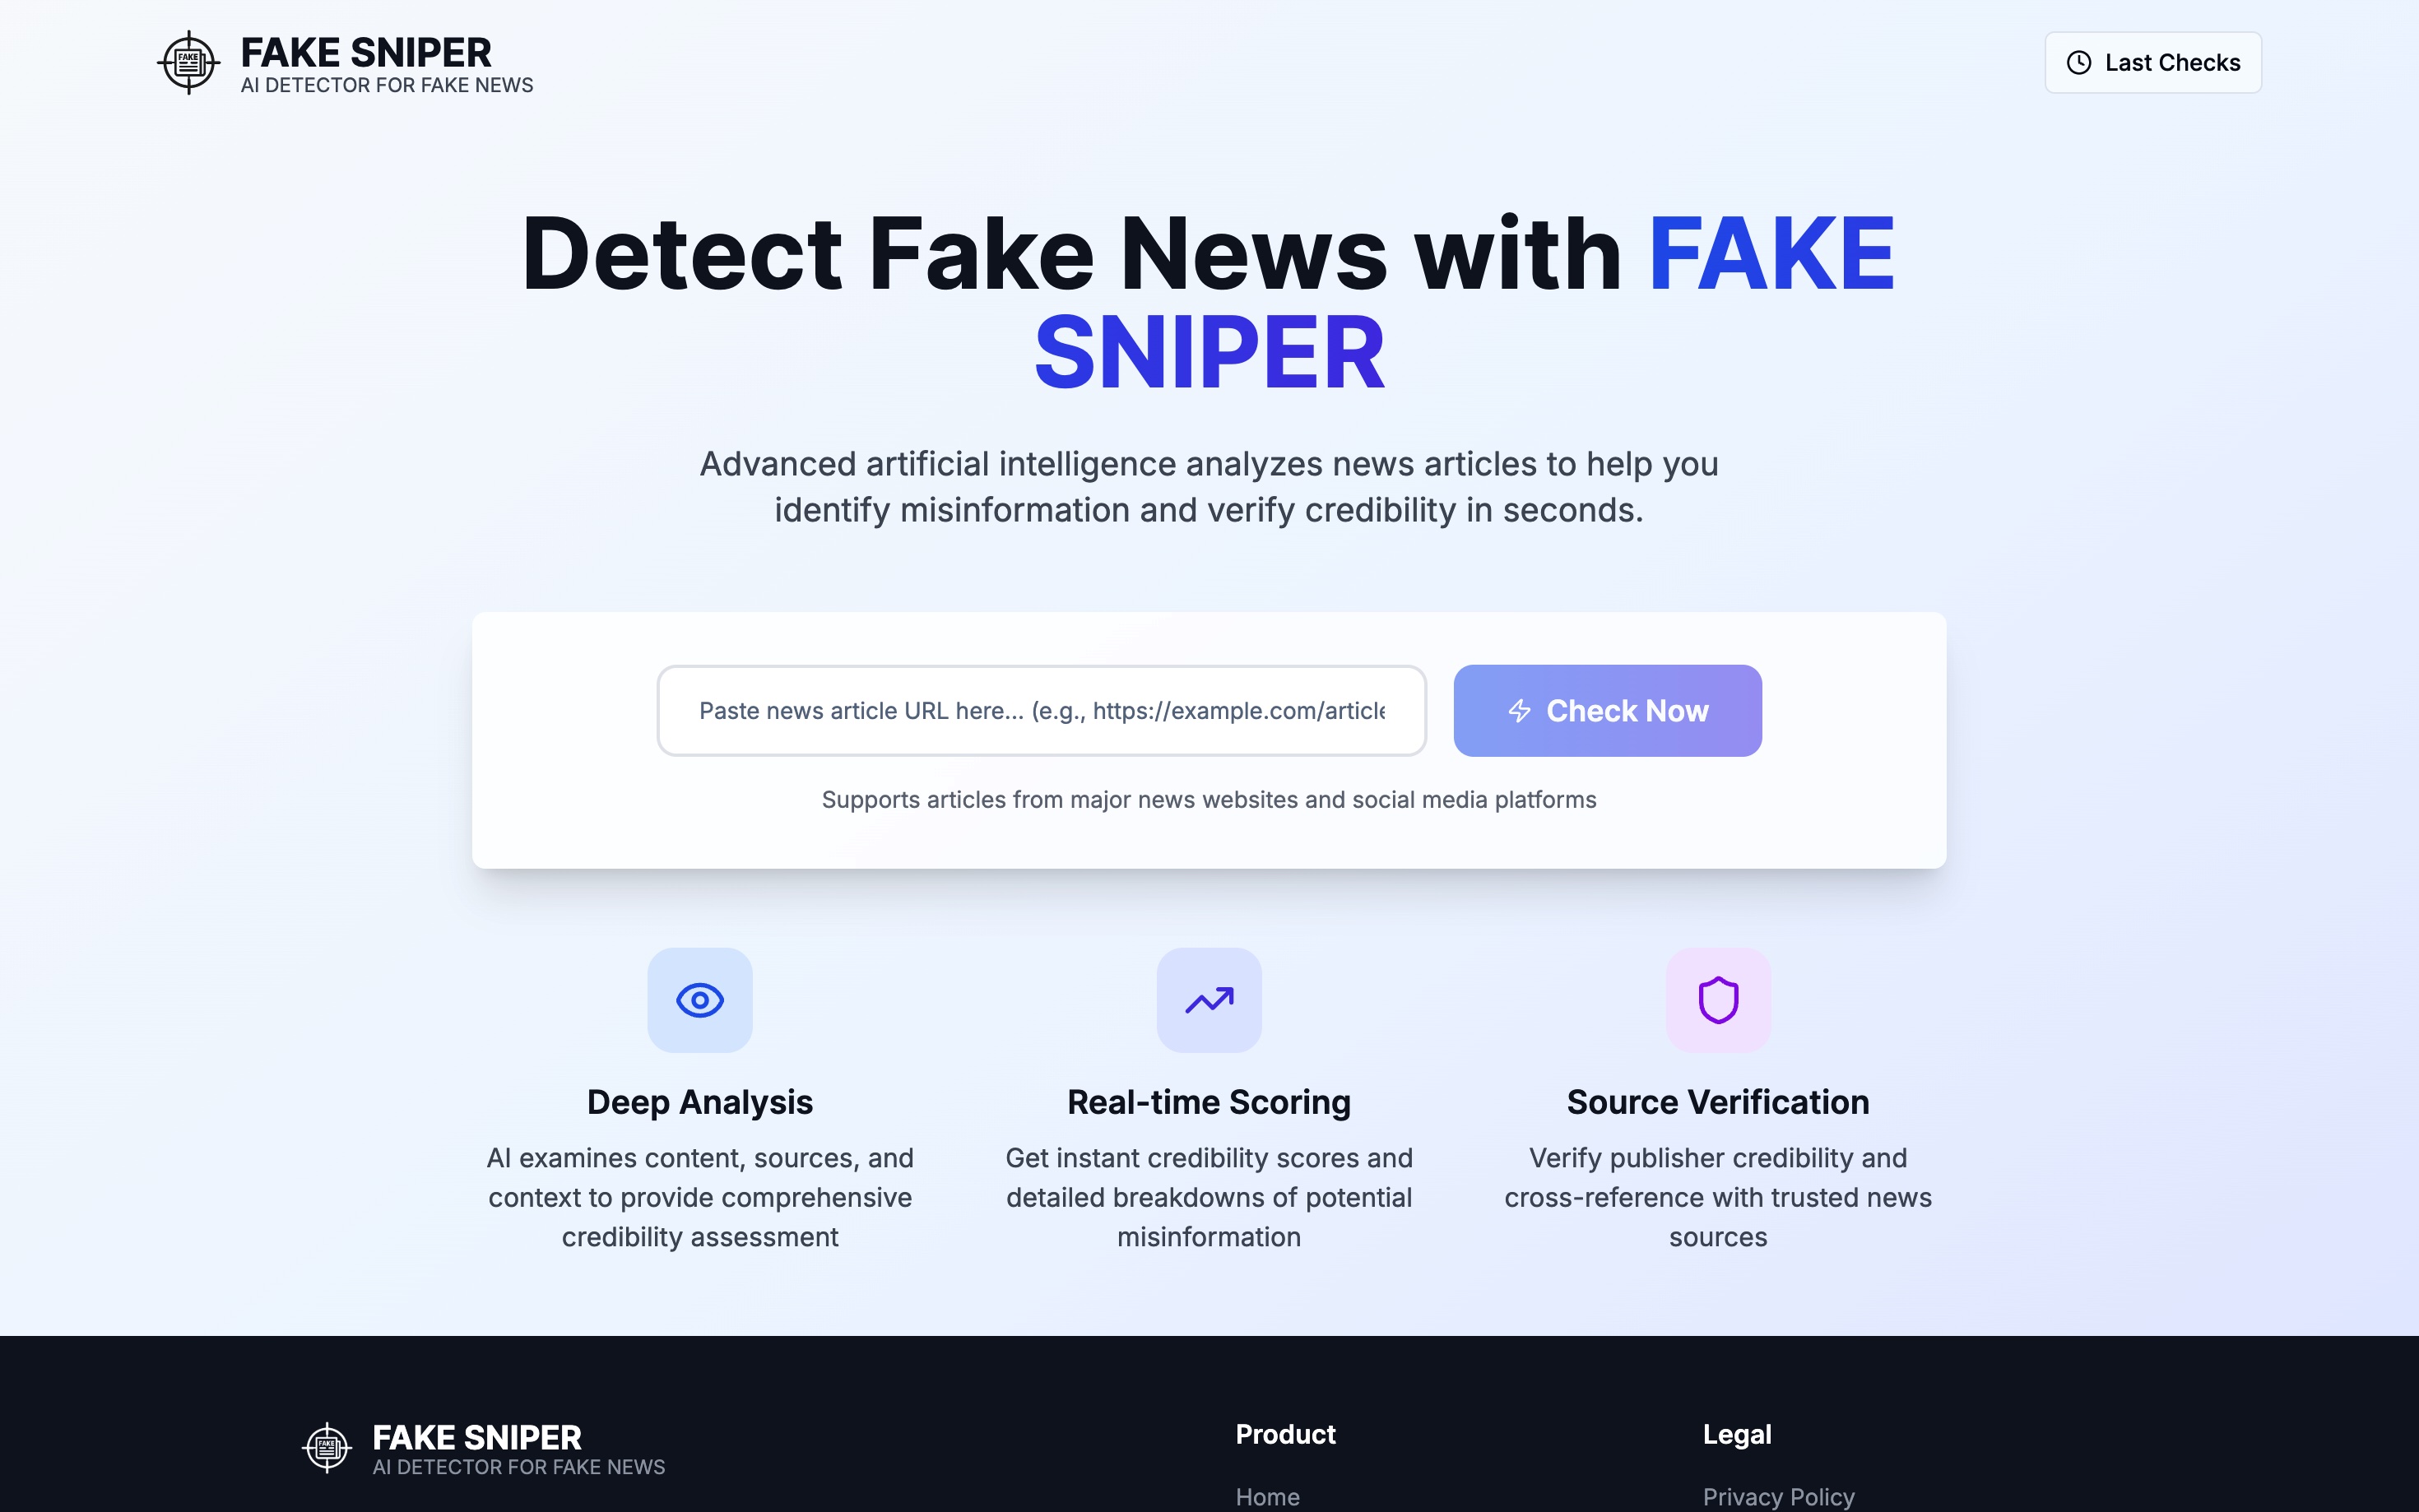 FAKE
FAKE SNIPER
AI DETECTOR FOR FAKE NEWS
Last Checks
Detect Fake News with FAKE
SNIPER
Advanced artificial intelligence analyzes news articles to help you
identify misinformation and verify credibility in seconds.
Paste news article URL here... (e.g., https://example.com/article
Check Now
Supports articles from major news websites and social media platforms
Deep Analysis
AI examines content, sources, and
context to provide comprehensive
credibility assessment
Real-time Scoring
Get instant credibility scores and
detailed breakdowns of potential
misinformation
Source Verification
Verify publisher credibility and
cross-reference with trusted news
sources
FAKE
FAKE SNIPER
AI DETECTOR FOR FAKE NEWS
Product
Home
Legal
Privacy Policy